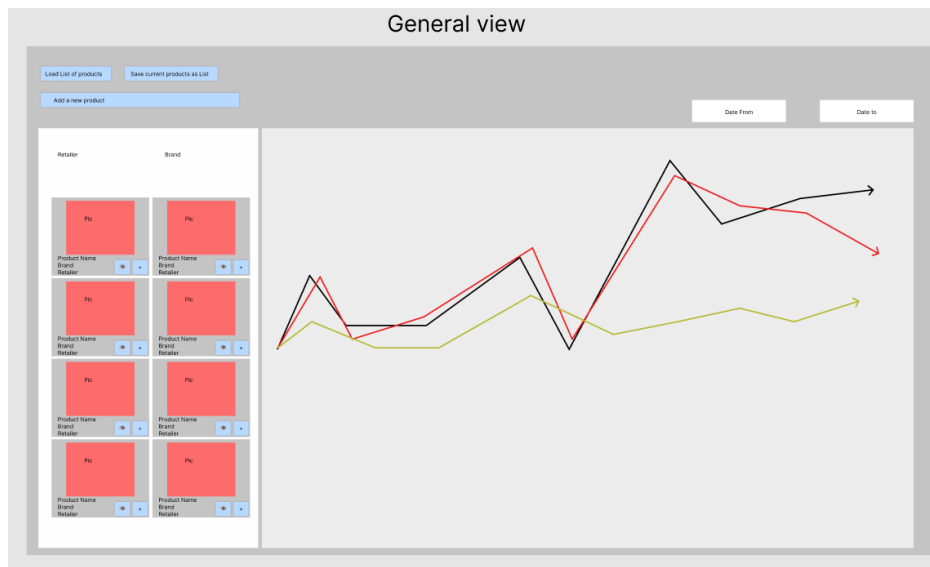 General view
Load List of products
Save current products as List
Add a new product
Date From
Data to
Retailer
Brand
Pic
Product Name
Brand
Retailer
Pic
Product Name
Brand
Retailer
Pic
Product Name
Brand
Retailer
Pic
Product Name
Brand
Retailer
Pic
Product Name
Brand
Retailer
Pic
Product Name
Brand
Retailer
Pic
Product Name
Brand
Retailer
Pic
Product Name
Brand
Retailer